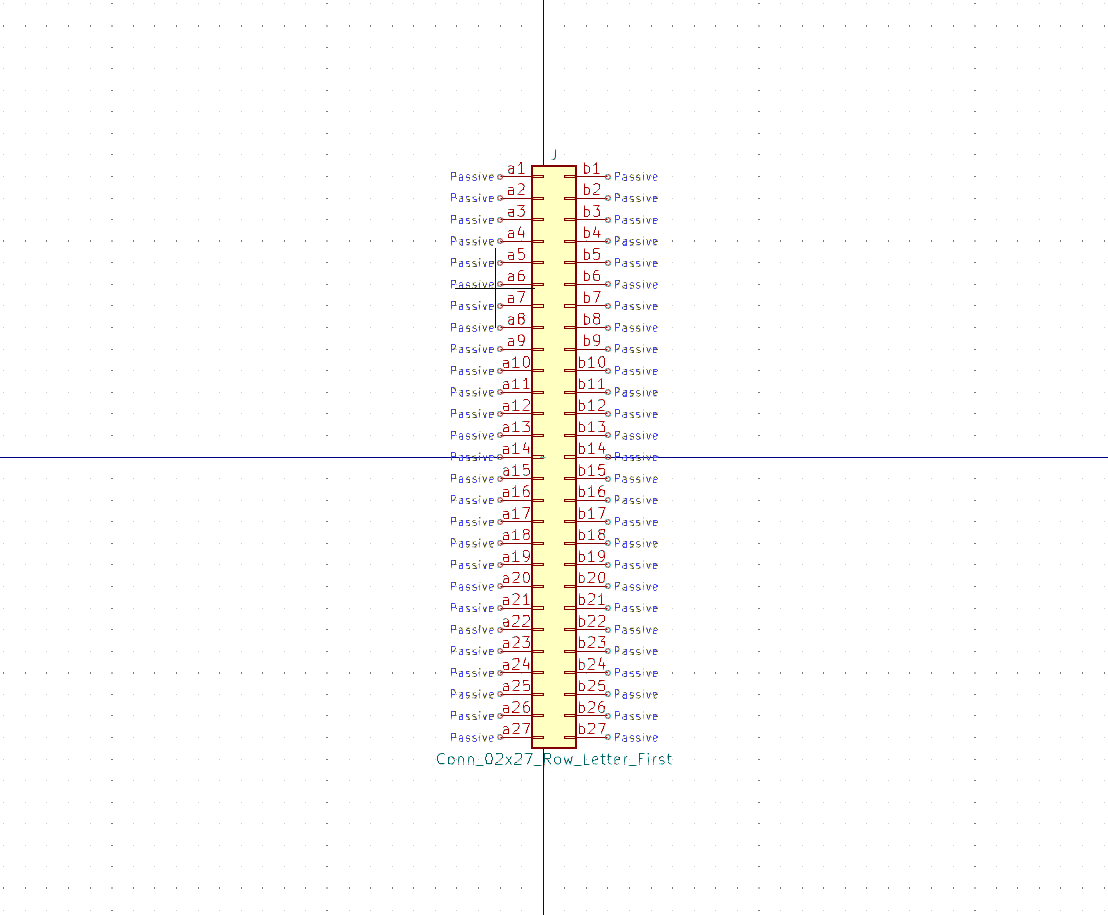 J
Passive a1 b1 Passive
Passive a2 b2 Passive
Passive a3 b3 Passive
Passive a4 b4 Passive
Passive a5 b5 Passive
Passive a6 b6 Passive
Passive a7 b7 Passive
Passive a8 b8 Passive
Passive a9 b9 Passive
Passive a10 b10 Passive
Passive a11 b11 Passive
Passive a12 b12 Passive
Passive a13 b13 Passive
Passive a14 b14 Passive
Passive a15 b15 Passive
Passive a16 b16 Passive
Passive a17 b17 Passive
Passive a18 b18 Passive
Passive a19 b19 Passive
Passive a20 b20 Passive
Passive a21 b21 Passive
Passive a22 b22 Passive
Passive a23 b23 Passive
Passive a24 b24 Passive
Passive a25 b25 Passive
Passive a26 b26 Passive
Passive a27 b27 Passive
Conn_02x27_Row_Letter_First